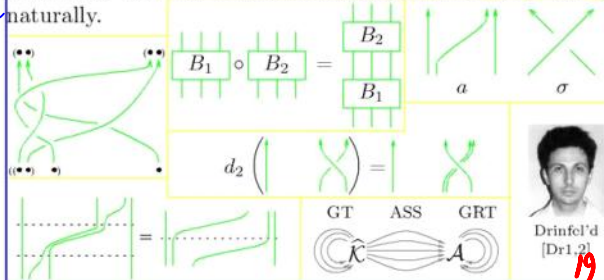 naturally.
(••) (••)
B₁ ∘ B₂ = B₂
B₁
a σ
((•• •) •
d₂ ( ) =
=
GT ASS GRT
K̂ A
Drinfel'd
[Dr1,2]
19